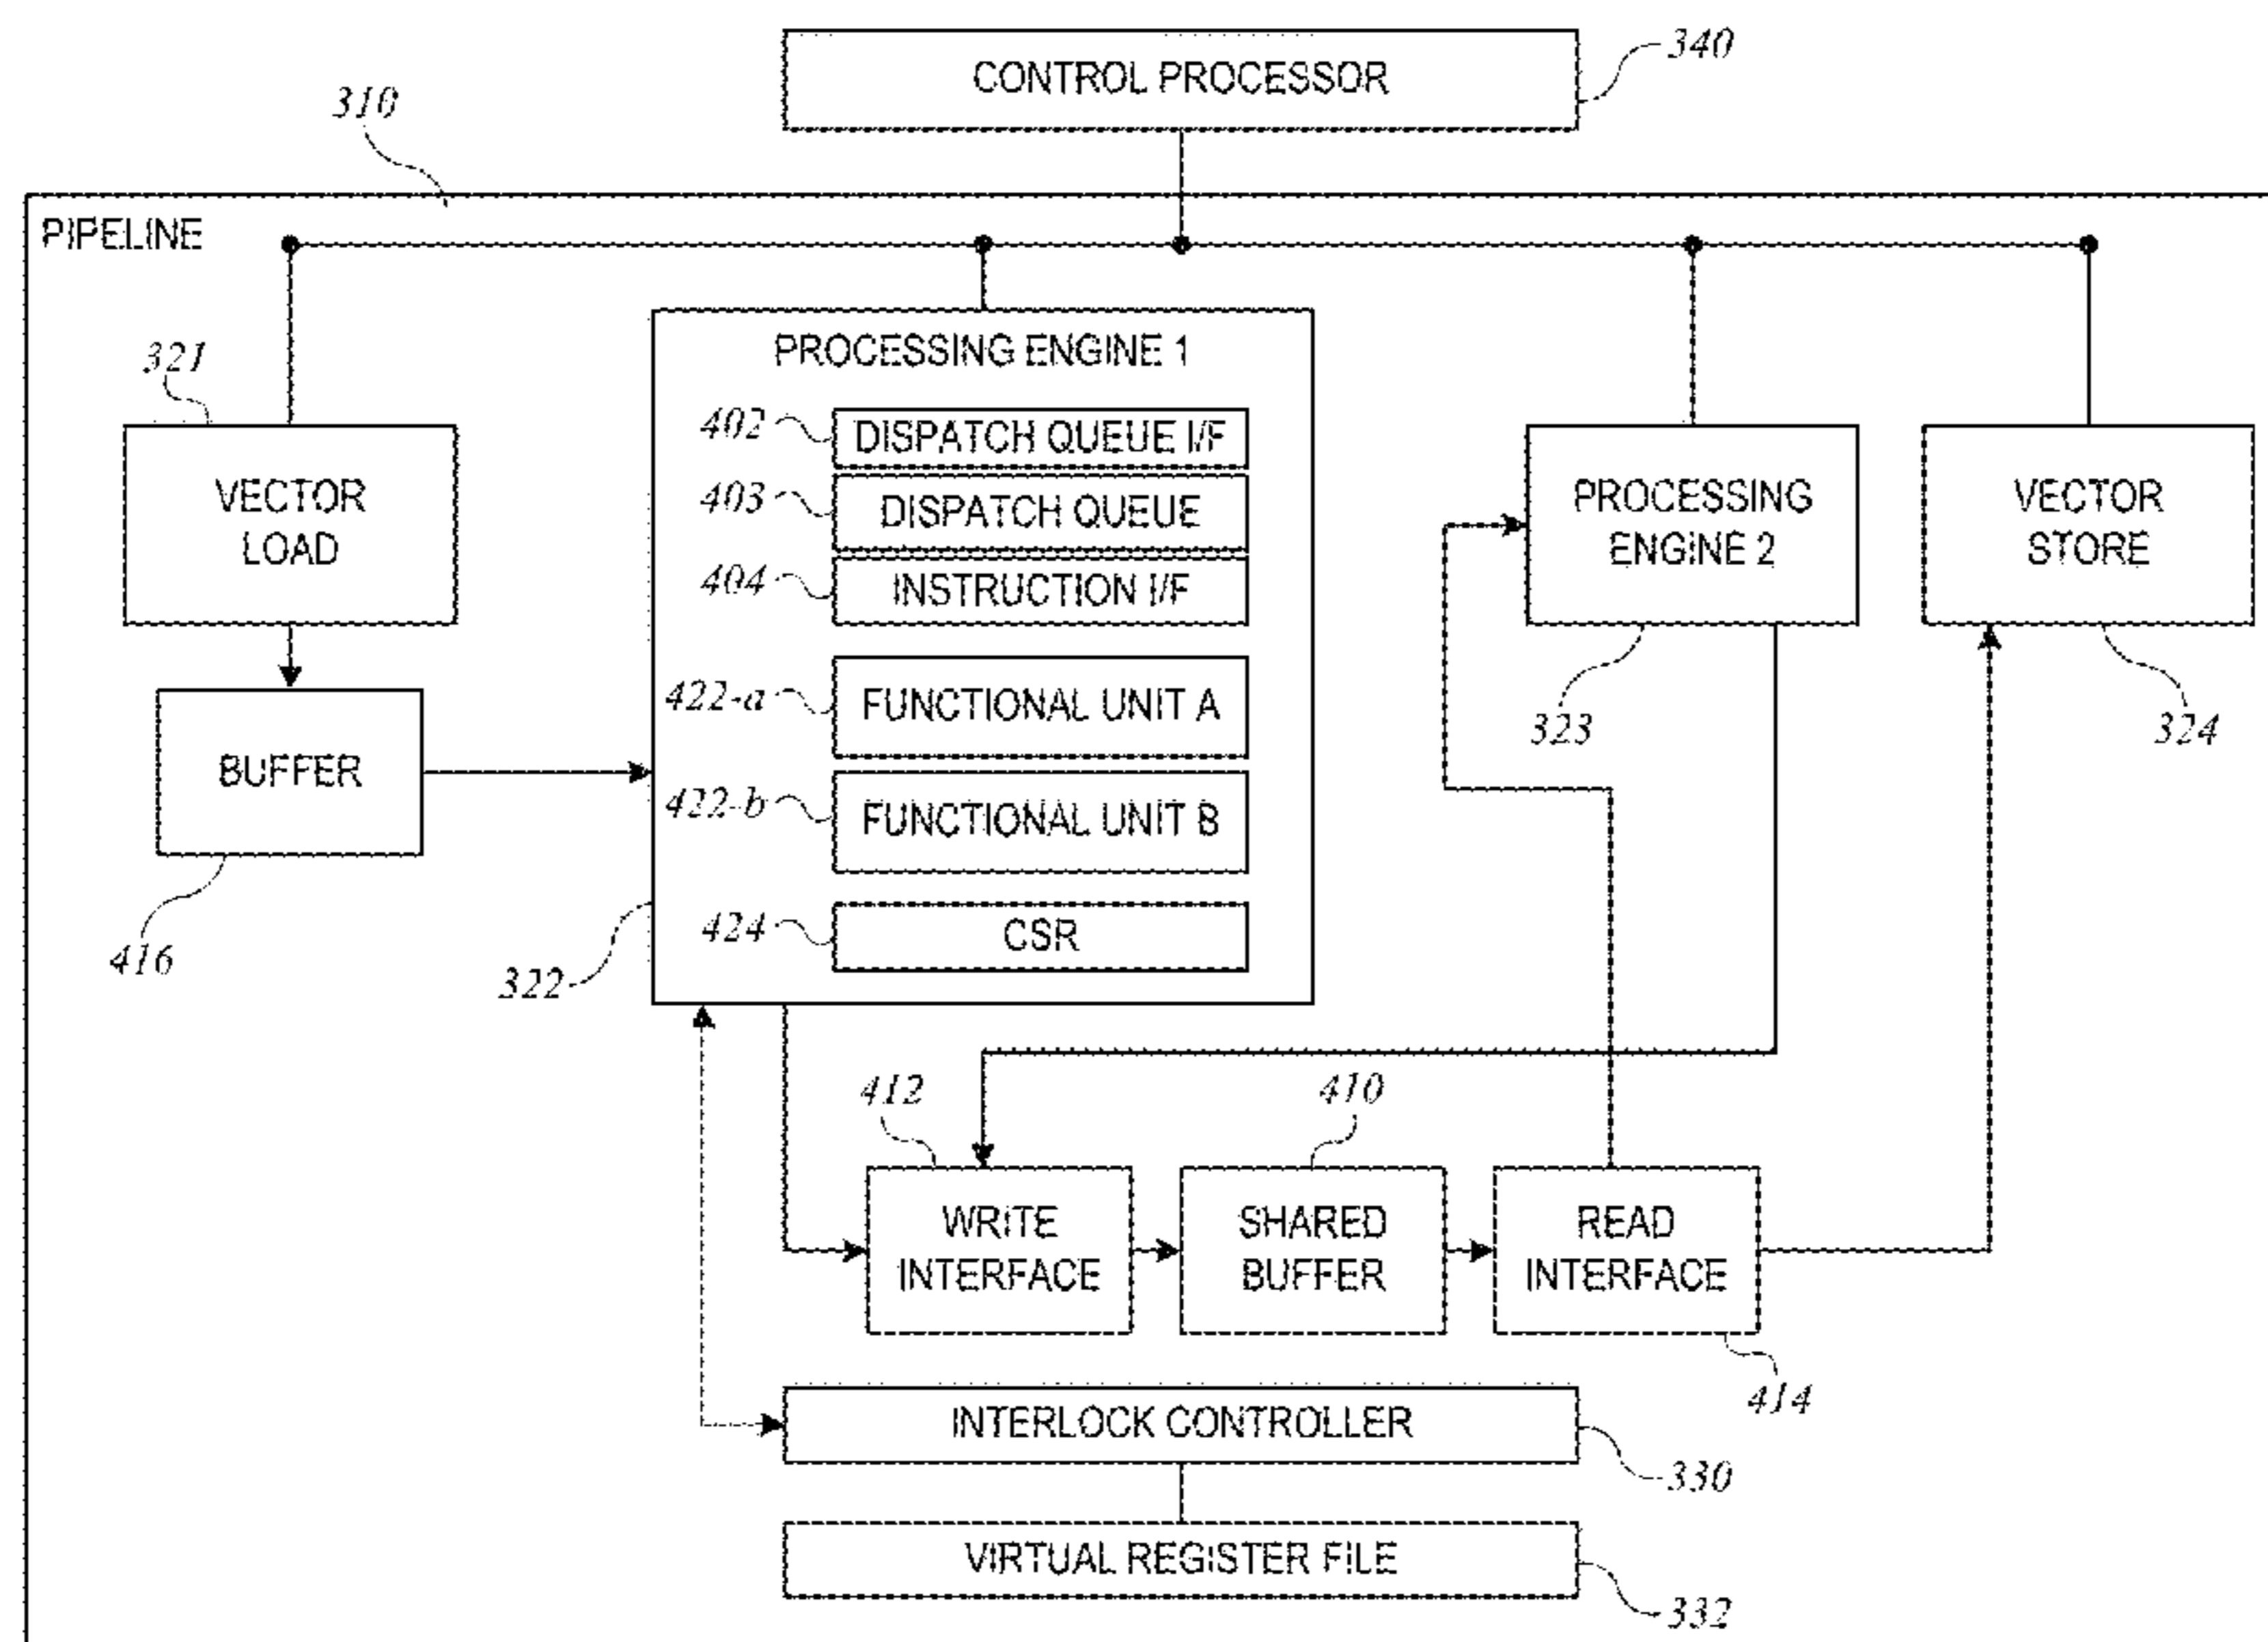 CONTROL PROCESSOR
340
310
PIPELINE
PROCESSING ENGINE 1
321
VECTOR
LOAD
402
DISPATCH QUEUE I/F
403
DISPATCH QUEUE
404
INSTRUCTION I/F
PROCESSING
ENGINE 2
VECTOR
STORE
422-a
FUNCTIONAL UNIT A
323
324
BUFFER
422-b
FUNCTIONAL UNIT B
416
424
CSR
322
412
410
WRITE
INTERFACE
SHARED
BUFFER
READ
INTERFACE
414
INTERLOCK CONTROLLER
330
VIRTUAL REGISTER FILE
332